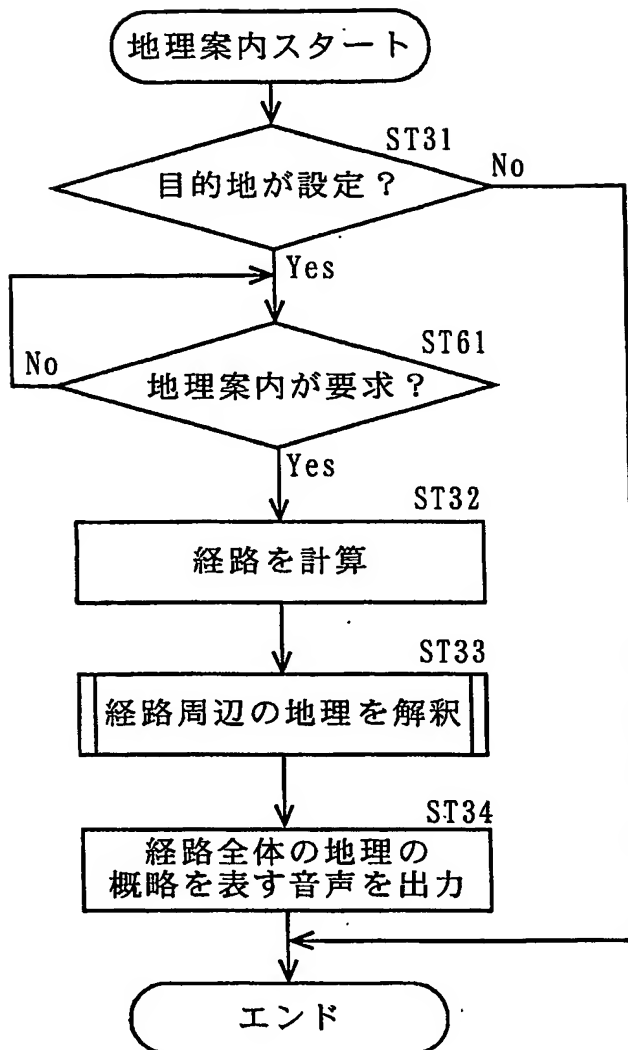 地理案内スタート
ST31
目的地が設定?
No
Yes
ST61
No
地理案内が要求?
Yes
ST32
経路を計算
ST33
経路周辺の地理を解釈
ST34
経路全体の地理の
概略を表す音声を出力
エンド